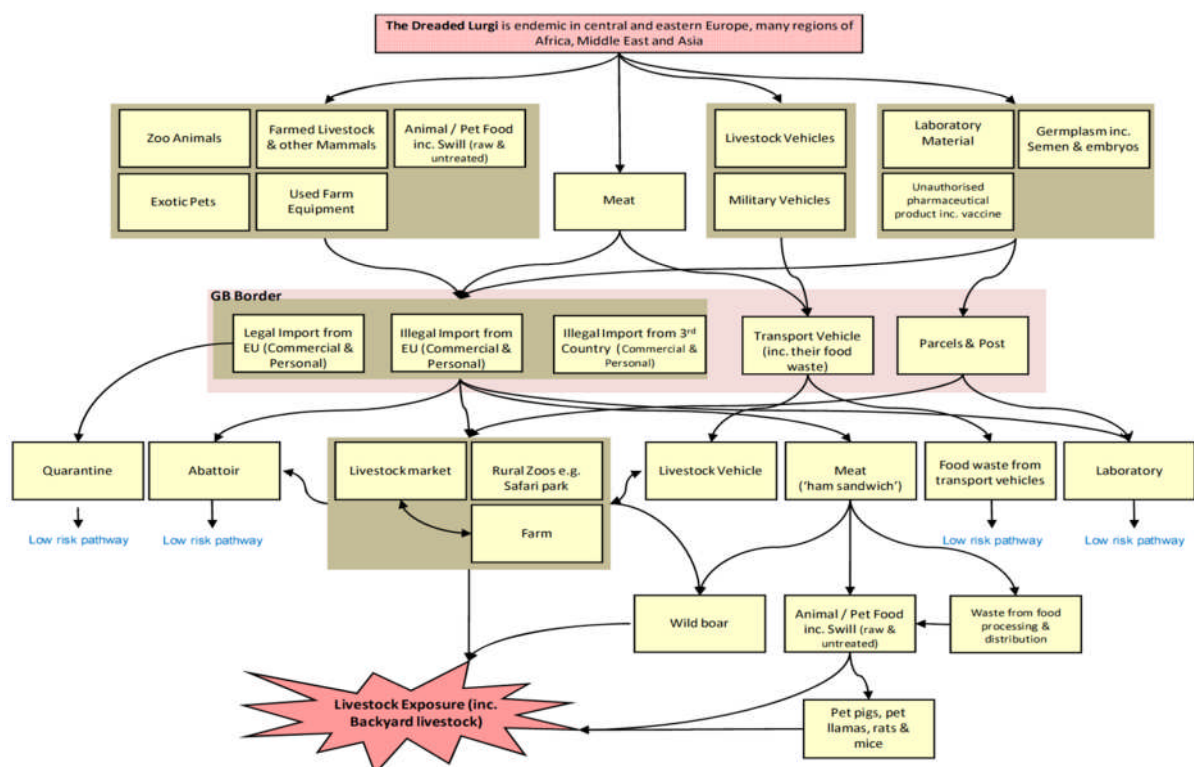 The Dreaded Lurgi is endemic in central and eastern Europe, many regions of
Africa, Middle East and Asia
Zoo Animals
Farmed Livestock
& other Mammals
Animal / Pet Food
inc. Swill (raw &
untreated)
Exotic Pets
Used Farm
Equipment
Meat
Livestock Vehicles
Military Vehicles
Laboratory
Material
Germplasm inc.
Semen & embryos
Unauthorised
pharmaceutical
product inc. vaccine
GB Border
Legal Import from
EU (Commercial &
Personal)
Illegal Import from
EU (Commercial &
Personal)
Illegal Import from 3rd
Country (Commercial &
Personal)
Transport Vehicle
(inc. their food
waste)
Parcels & Post
Quarantine
Abattoir
Livestock market
Rural Zoos e.g.
Safari park
Farm
Livestock Vehicle
Meat
(‘ham sandwich’)
Food waste from
transport vehicles
Laboratory
Low risk pathway
Low risk pathway
Low risk pathway
Low risk pathway
Wild boar
Animal / Pet Food
inc. Swill (raw &
untreated)
Waste from food
processing &
distribution
Livestock Exposure (inc.
Backyard livestock)
Pet pigs, pet
llamas, rats &
mice